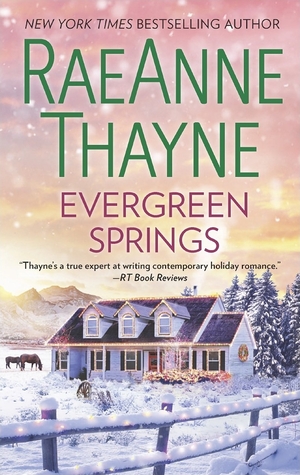 NEW YORK TIMES BESTSELLING AUTHOR
RAEANNE
THAYNE
EVERGREEN
SPRINGS
"Thayne's a true expert at writing contemporary holiday romance."
—RT Book Reviews